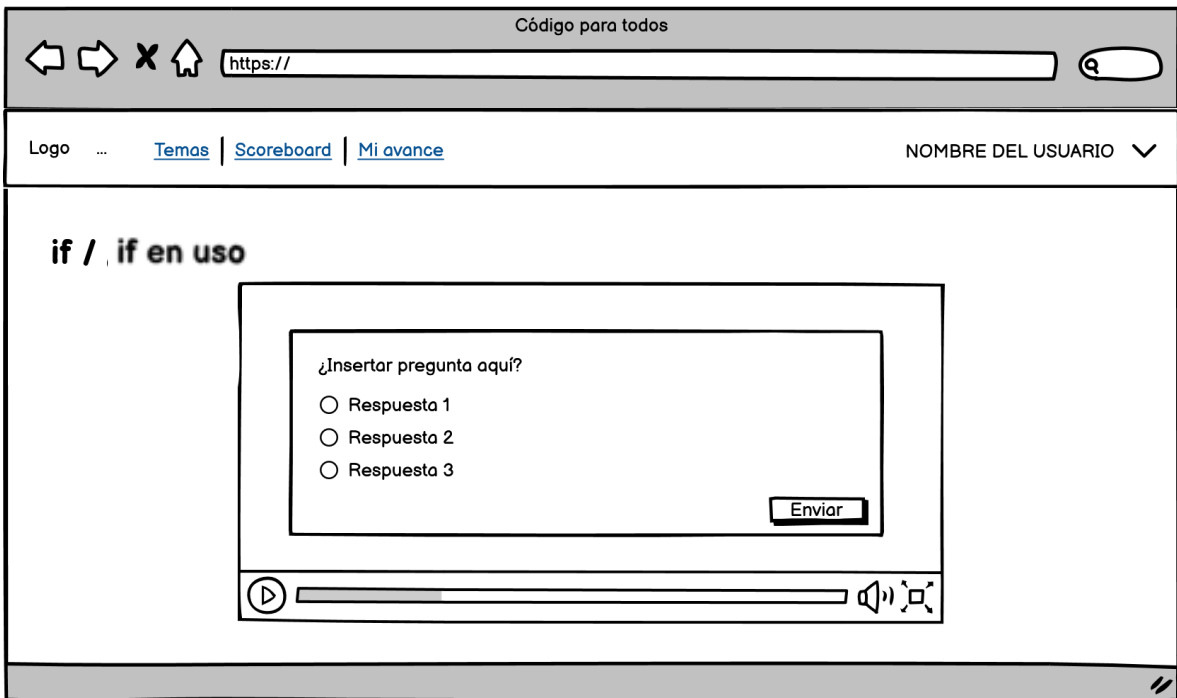 Código para todos
https://
Logo ... Temas | Scoreboard | Mi avance NOMBRE DEL USUARIO
if / if en uso
¿Insertar pregunta aquí?
Respuesta 1
Respuesta 2
Respuesta 3
Enviar